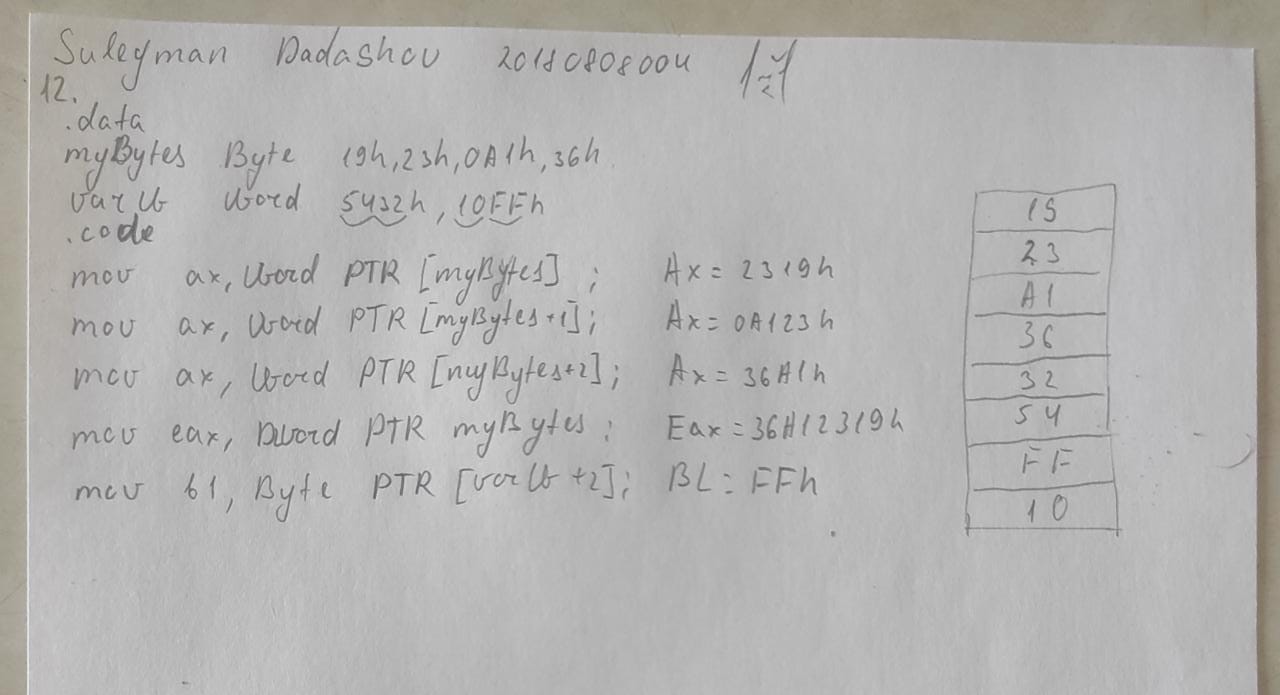 Suleyman Dadashov 20180808004
12.
.data
myBytes Byte 19h,23h,0A1h,36h
varW Word 5432h, 10FFh
.code
mov ax, Word PTR [myBytes] ; Ax = 2319h
mov ax, Word PTR [myBytes+1]; Ax = 0A123h
mov ax, Word PTR [myBytes+2]; Ax = 36A1h
mov eax, DWord PTR myBytes ; Eax = 36A12319h
mov bl, Byte PTR [varW +2]; BL = FFh
19
23
A1
36
32
54
FF
10